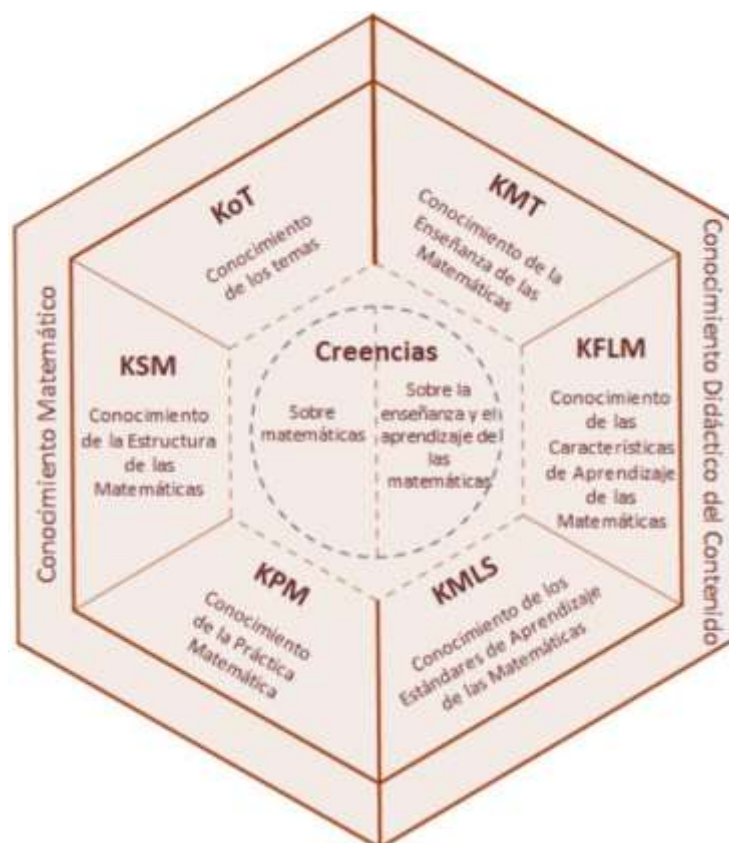 Conocimiento Matemático
KoT
Conocimiento
de los temas
KMT
Conocimiento de la
Enseñanza de las
Matemáticas
KSM
Conocimiento
de la Estructura
de las
Matemáticas
Creencias
Sobre
matemáticas
Sobre la
enseñanza y el
aprendizaje de
las
matemáticas
KFLM
Conocimiento
de las
Características
de Aprendizaje
de las
Matemáticas
KPM
Conocimiento
de la Práctica
Matemática
KMLS
Conocimiento de los
Estándares de Aprendizaje
de las Matemáticas
Conocimiento Didáctico del Contenido